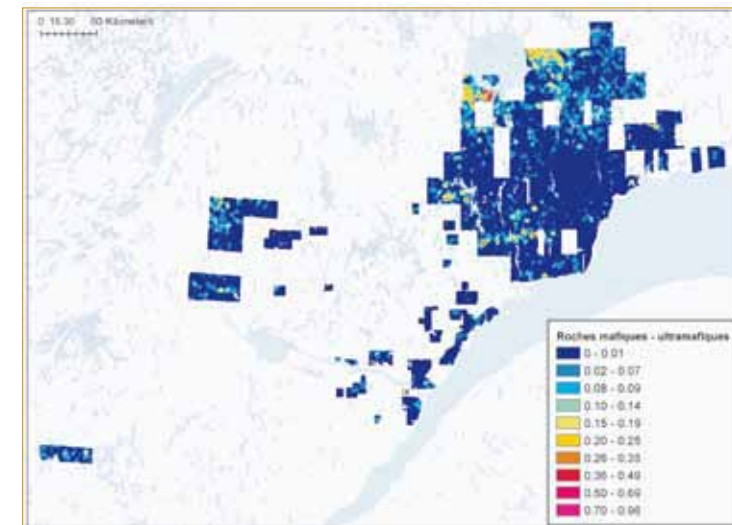 0 15 30 60 Kilometers
Roches mafiques - ultramafiques
0 - 0.01
0.02 - 0.07
0.08 - 0.09
0.10 - 0.14
0.15 - 0.19
0.20 - 0.25
0.26 - 0.35
0.36 - 0.49
0.50 - 0.69
0.70 - 0.96